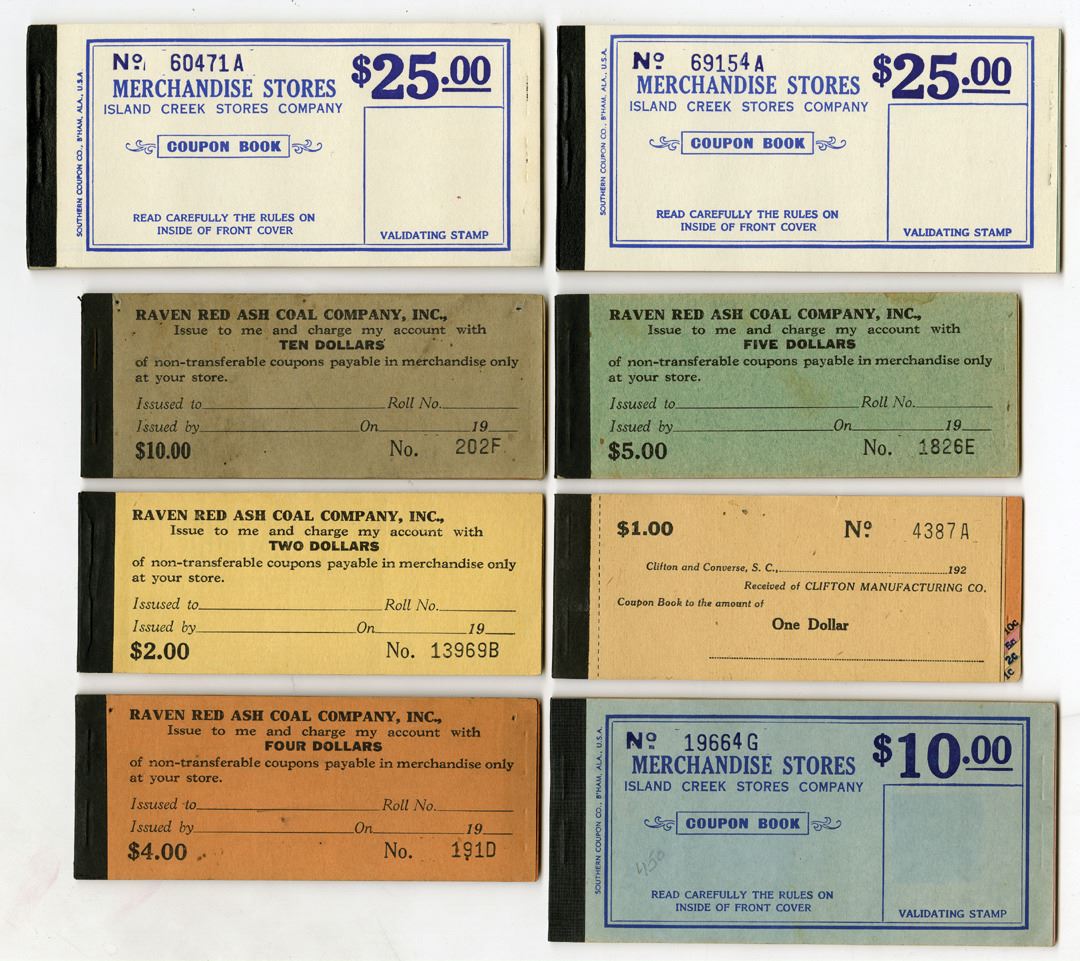 SOUTHERN COUPON CO., B'HAM, ALA., U.S.A.
Nº 60471A
$25.00
MERCHANDISE STORES
ISLAND CREEK STORES COMPANY
COUPON BOOK
READ CAREFULLY THE RULES ON
INSIDE OF FRONT COVER
VALIDATING STAMP
SOUTHERN COUPON CO., B'HAM, ALA., U.S.A.
Nº 69154A
$25.00
MERCHANDISE STORES
ISLAND CREEK STORES COMPANY
COUPON BOOK
READ CAREFULLY THE RULES ON
INSIDE OF FRONT COVER
VALIDATING STAMP
RAVEN RED ASH COAL COMPANY, INC.,
Issue to me and charge my account with
TEN DOLLARS
of non-transferable coupons payable in merchandise only
at your store.
Issused to Roll No.
Issued by On 19
$10.00 No. 202F
RAVEN RED ASH COAL COMPANY, INC.,
Issue to me and charge my account with
FIVE DOLLARS
of non-transferable coupons payable in merchandise only
at your store.
Issused to Roll No.
Issued by On 19
$5.00 No. 1826E
RAVEN RED ASH COAL COMPANY, INC.,
Issue to me and charge my account with
TWO DOLLARS
of non-transferable coupons payable in merchandise only
at your store.
Issused to Roll No.
Issued by On 19
$2.00 No. 13969B
$1.00 Nº 4387A
Clifton and Converse, S. C., 192
Received of CLIFTON MANUFACTURING CO.
Coupon Book to the amount of
One Dollar
10c
5c
2c
1c
RAVEN RED ASH COAL COMPANY, INC.,
Issue to me and charge my account with
FOUR DOLLARS
of non-transferable coupons payable in merchandise only
at your store.
Issused to Roll No.
Issued by On 19
$4.00 No. 191D
SOUTHERN COUPON CO., B'HAM, ALA., U.S.A.
Nº 19664G
$10.00
MERCHANDISE STORES
ISLAND CREEK STORES COMPANY
COUPON BOOK
450
READ CAREFULLY THE RULES ON
INSIDE OF FRONT COVER
VALIDATING STAMP